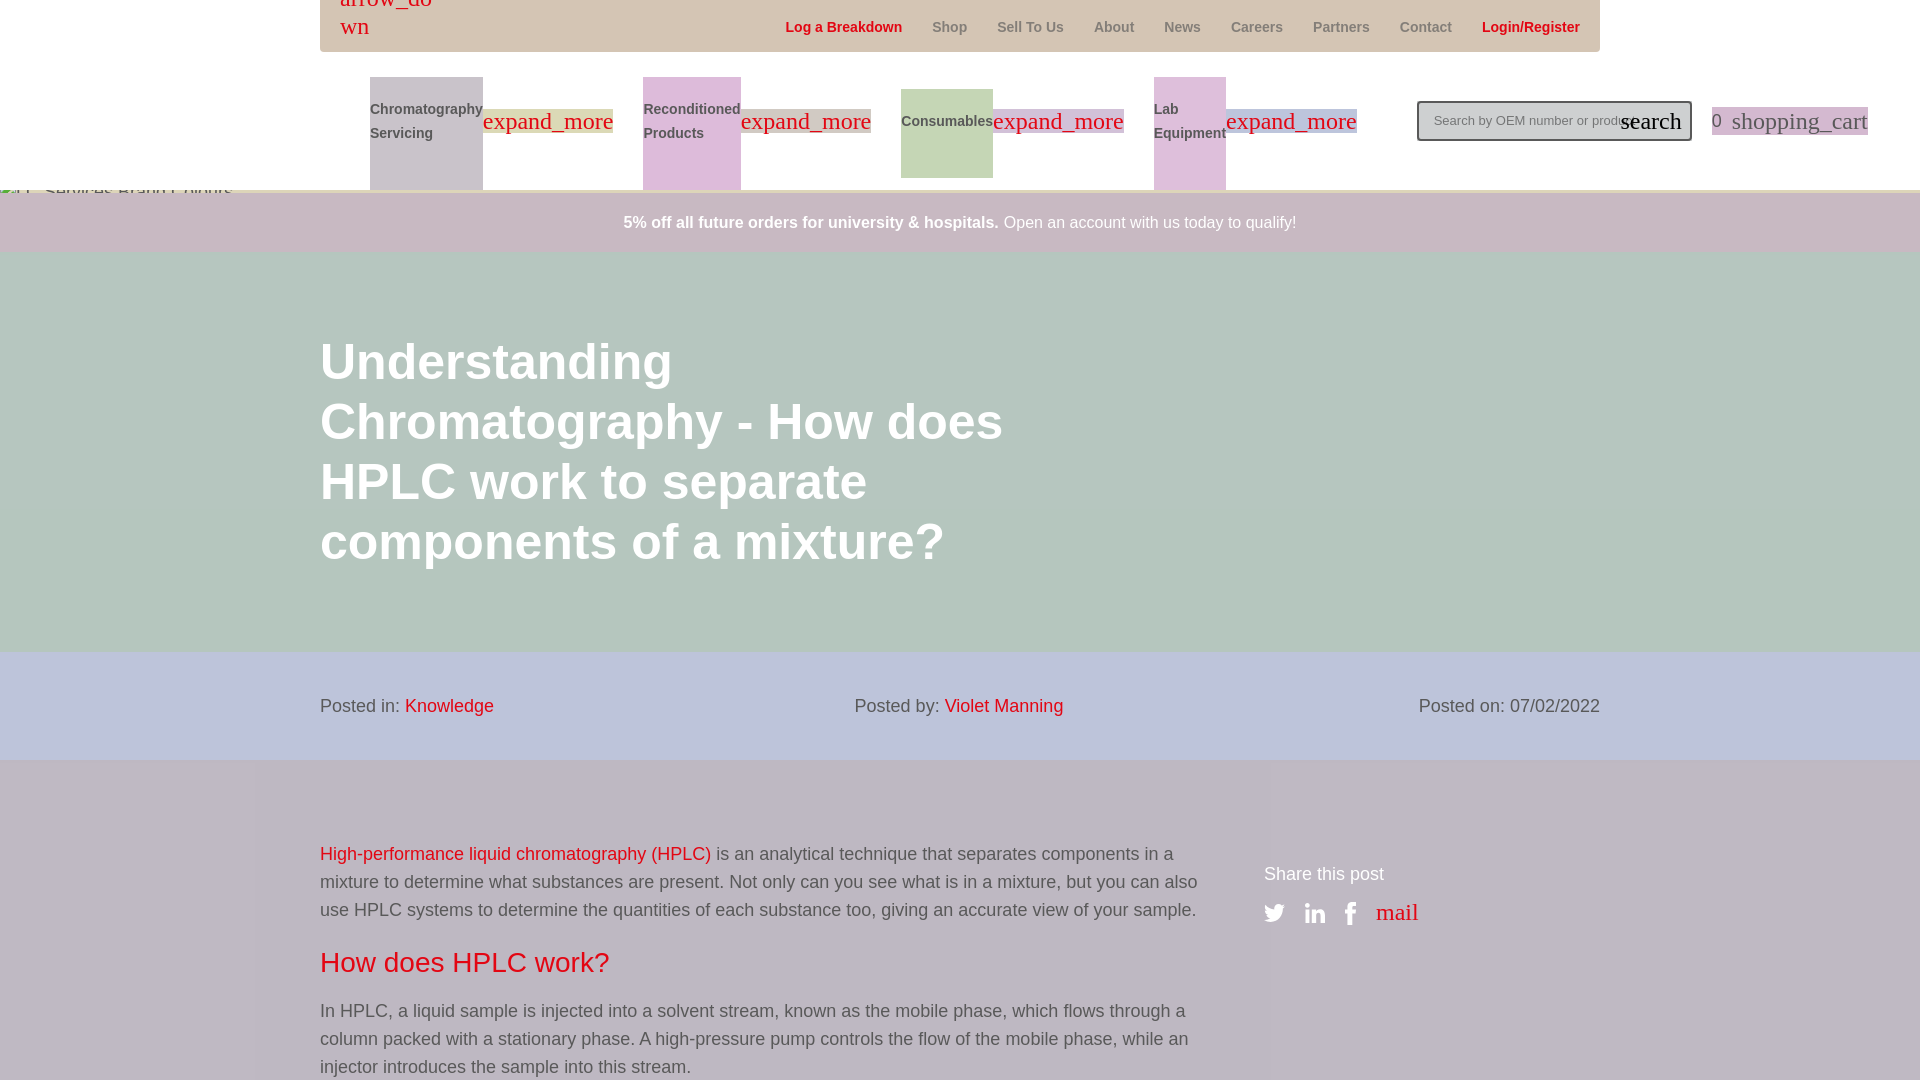 arrow_do
wn
Log a Breakdown Shop Sell To Us About News Careers Partners Contact Login/Register
Chromatography
Servicing
expand_more
Reconditioned
Products
expand_more
Consumables
expand_more
Lab
Equipment
expand_more
Search by OEM number or produ
search
0 shopping_cart
5% off all future orders for university & hospitals. Open an account with us today to qualify!
Understanding
Chromatography - How does
HPLC work to separate
components of a mixture?
Posted in: Knowledge
Posted by: Violet Manning
Posted on: 07/02/2022
High-performance liquid chromatography (HPLC) is an analytical technique that separates components in a
mixture to determine what substances are present. Not only can you see what is in a mixture, but you can also
use HPLC systems to determine the quantities of each substance too, giving an accurate view of your sample.
Share this post
mail
How does HPLC work?
In HPLC, a liquid sample is injected into a solvent stream, known as the mobile phase, which flows through a
column packed with a stationary phase. A high-pressure pump controls the flow of the mobile phase, while an
injector introduces the sample into this stream.